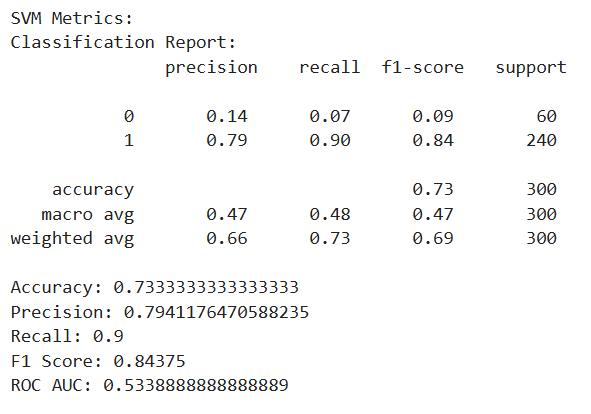 SVM Metrics:
Classification Report:
              precision    recall  f1-score   support

           0       0.14      0.07      0.09        60
           1       0.79      0.90      0.84       240

    accuracy                           0.73       300
   macro avg       0.47      0.48      0.47       300
weighted avg       0.66      0.73      0.69       300

Accuracy: 0.7333333333333333
Precision: 0.7941176470588235
Recall: 0.9
F1 Score: 0.84375
ROC AUC: 0.5338888888888889